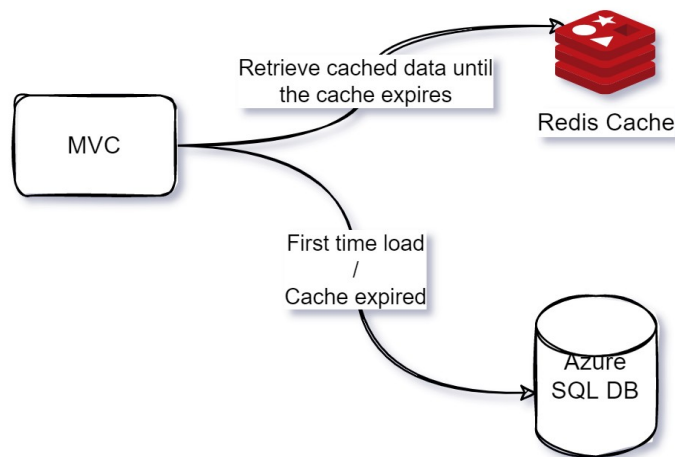 Retrieve cached data until
the cache expires
Redis Cache
MVC
First time load
/
Cache expired
Azure
SQL DB